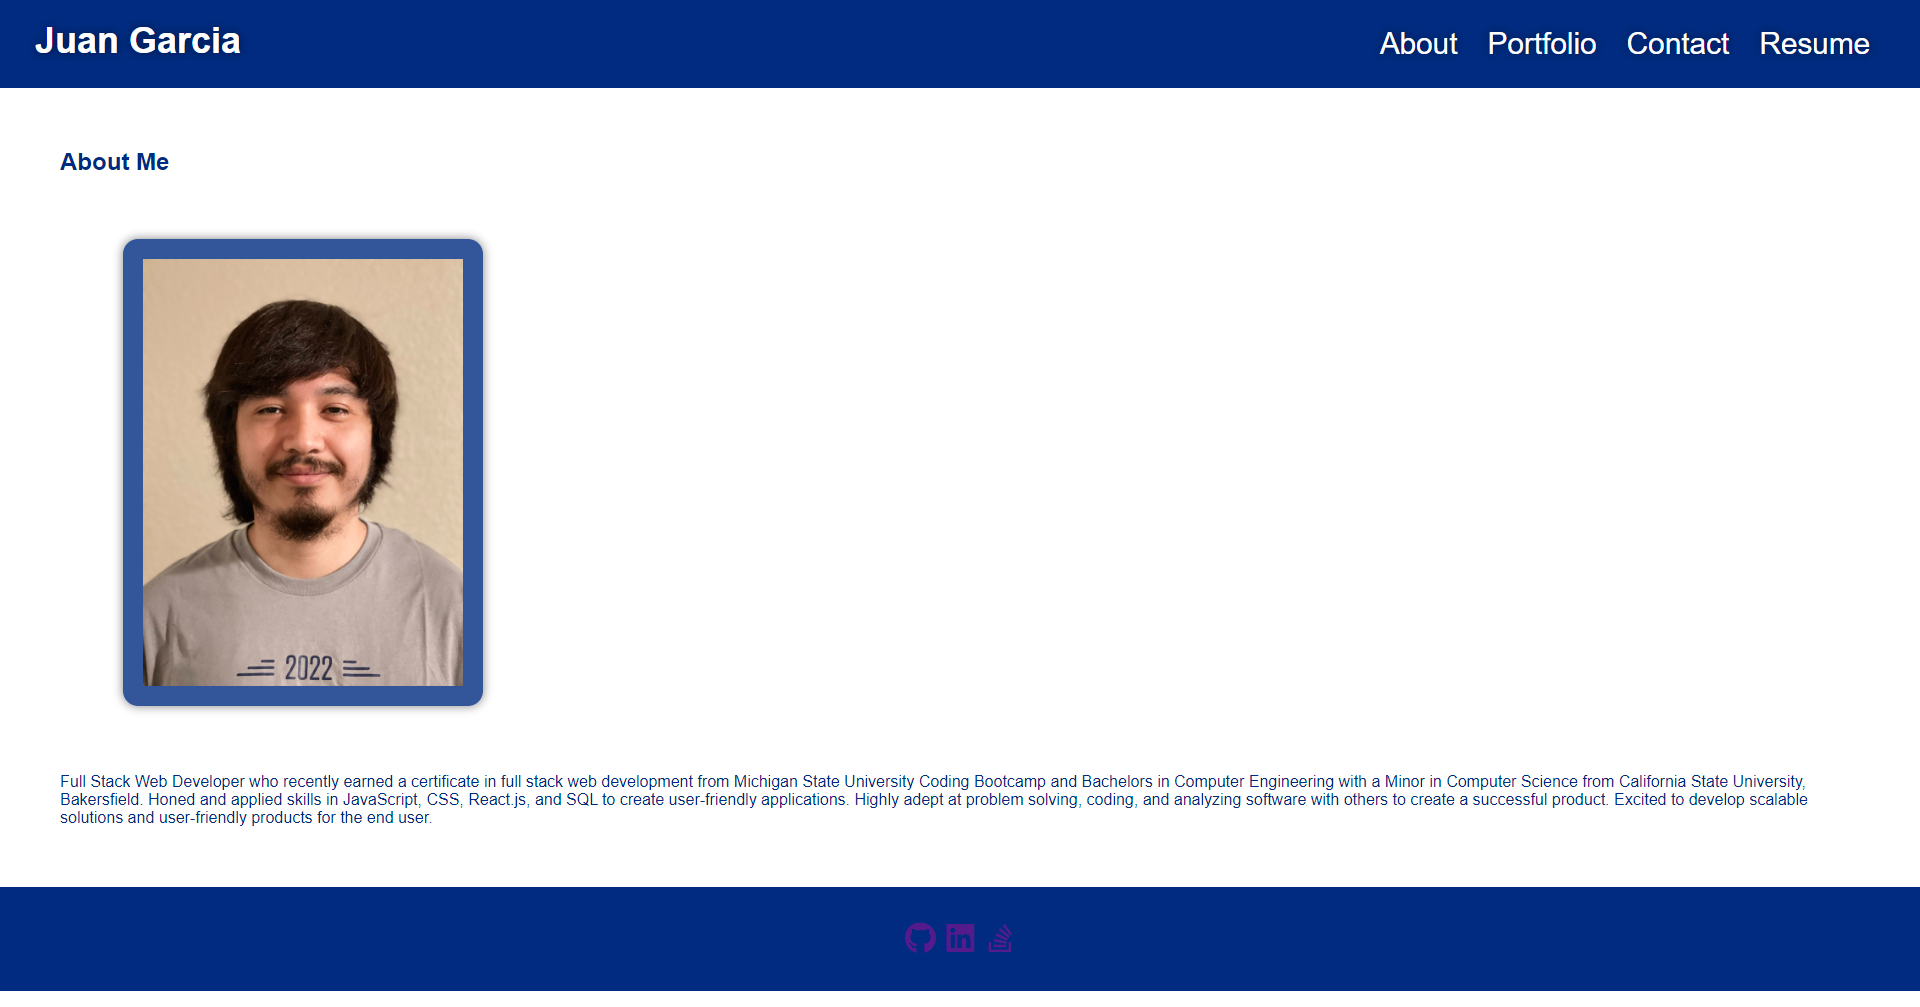 Juan Garcia
About Portfolio Contact Resume
About Me
2022
Full Stack Web Developer who recently earned a certificate in full stack web development from Michigan State University Coding Bootcamp and Bachelors in Computer Engineering with a Minor in Computer Science from California State University,
Bakersfield. Honed and applied skills in JavaScript, CSS, React.js, and SQL to create user-friendly applications. Highly adept at problem solving, coding, and analyzing software with others to create a successful product. Excited to develop scalable
solutions and user-friendly products for the end user.
in